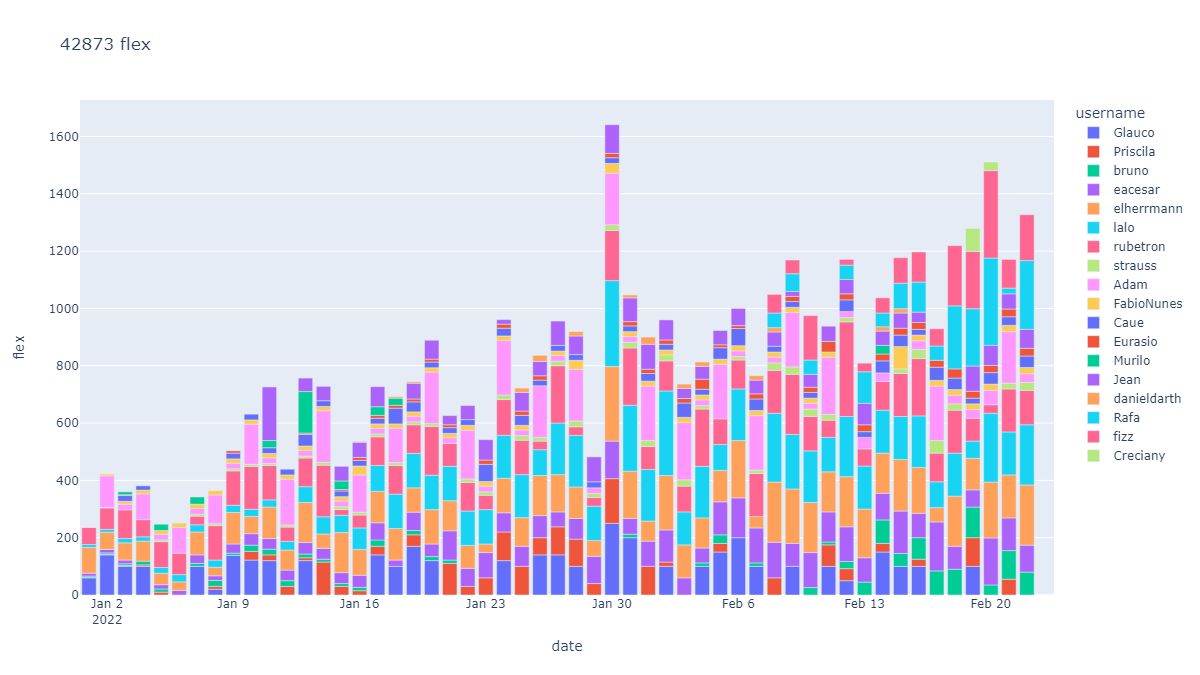 42873 flex
username
Glauco
Priscila
bruno
eacesar
elherrmann
lalo
rubetron
strauss
Adam
FabioNunes
Caue
Eurasio
Murilo
Jean
danieldarth
Rafa
fizz
Creciany
flex
1600
1400
1200
1000
800
600
400
200
0
Jan 2
2022
Jan 9
Jan 16
Jan 23
Jan 30
Feb 6
Feb 13
Feb 20
date